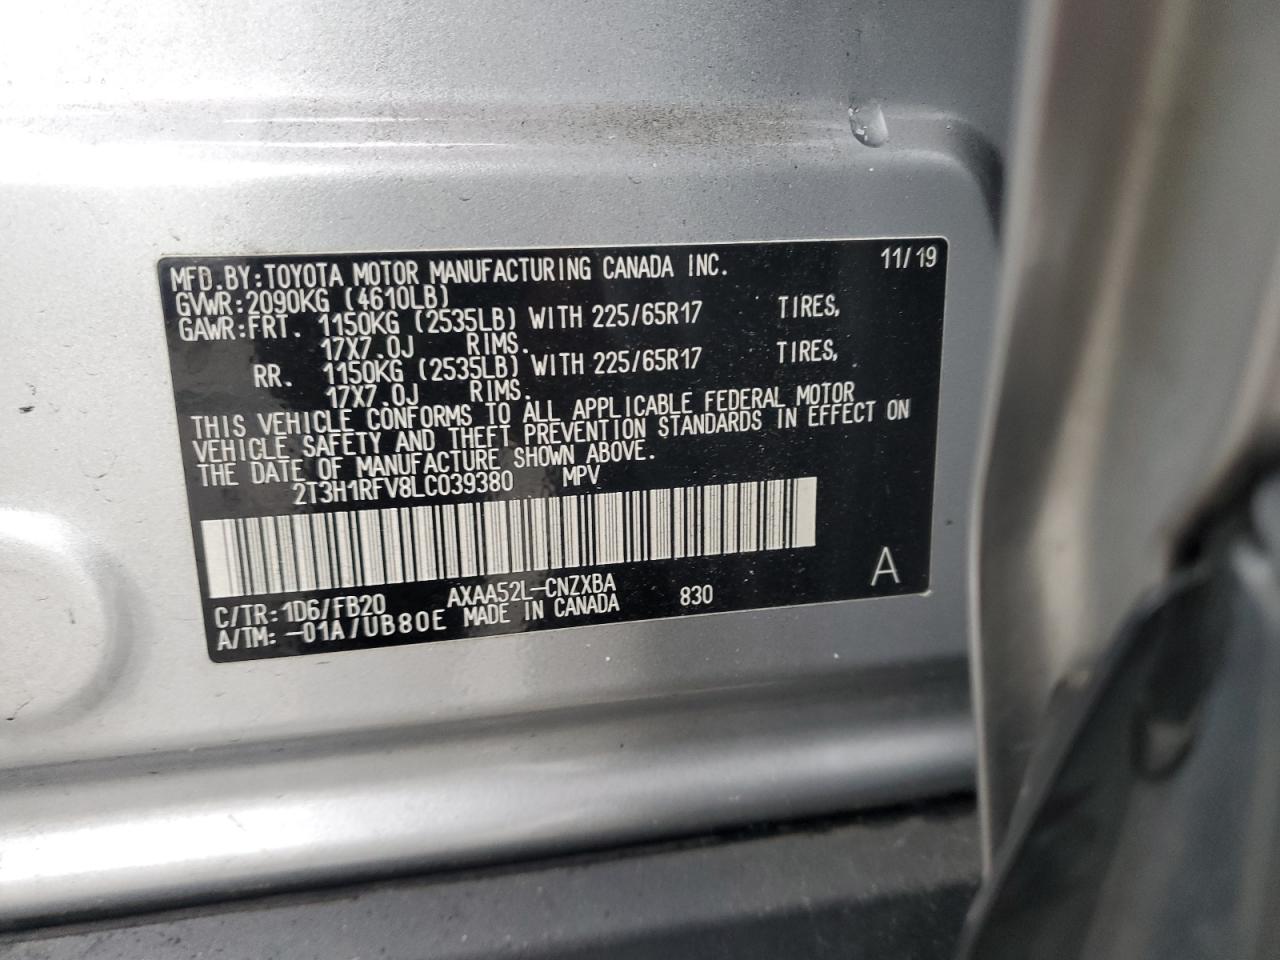 MFD.BY:TOYOTA MOTOR MANUFACTURING CANADA INC. 11/19
GVWR:2090KG (4610LB)
GAWR:FRT. 1150KG (2535LB) WITH 225/65R17 TIRES,
17X7.0J RIMS.
RR. 1150KG (2535LB) WITH 225/65R17 TIRES,
17X7.0J RIMS.
THIS VEHICLE CONFORMS TO ALL APPLICABLE FEDERAL MOTOR
VEHICLE SAFETY AND THEFT PREVENTION STANDARDS IN EFFECT ON
THE DATE OF MANUFACTURE SHOWN ABOVE.
2T3H1RFV8LC039380 MPV
A
C/TR:1D6/FB20 AXAA52L-CNZXBA 830
A/TM:-01A/UB80E MADE IN CANADA